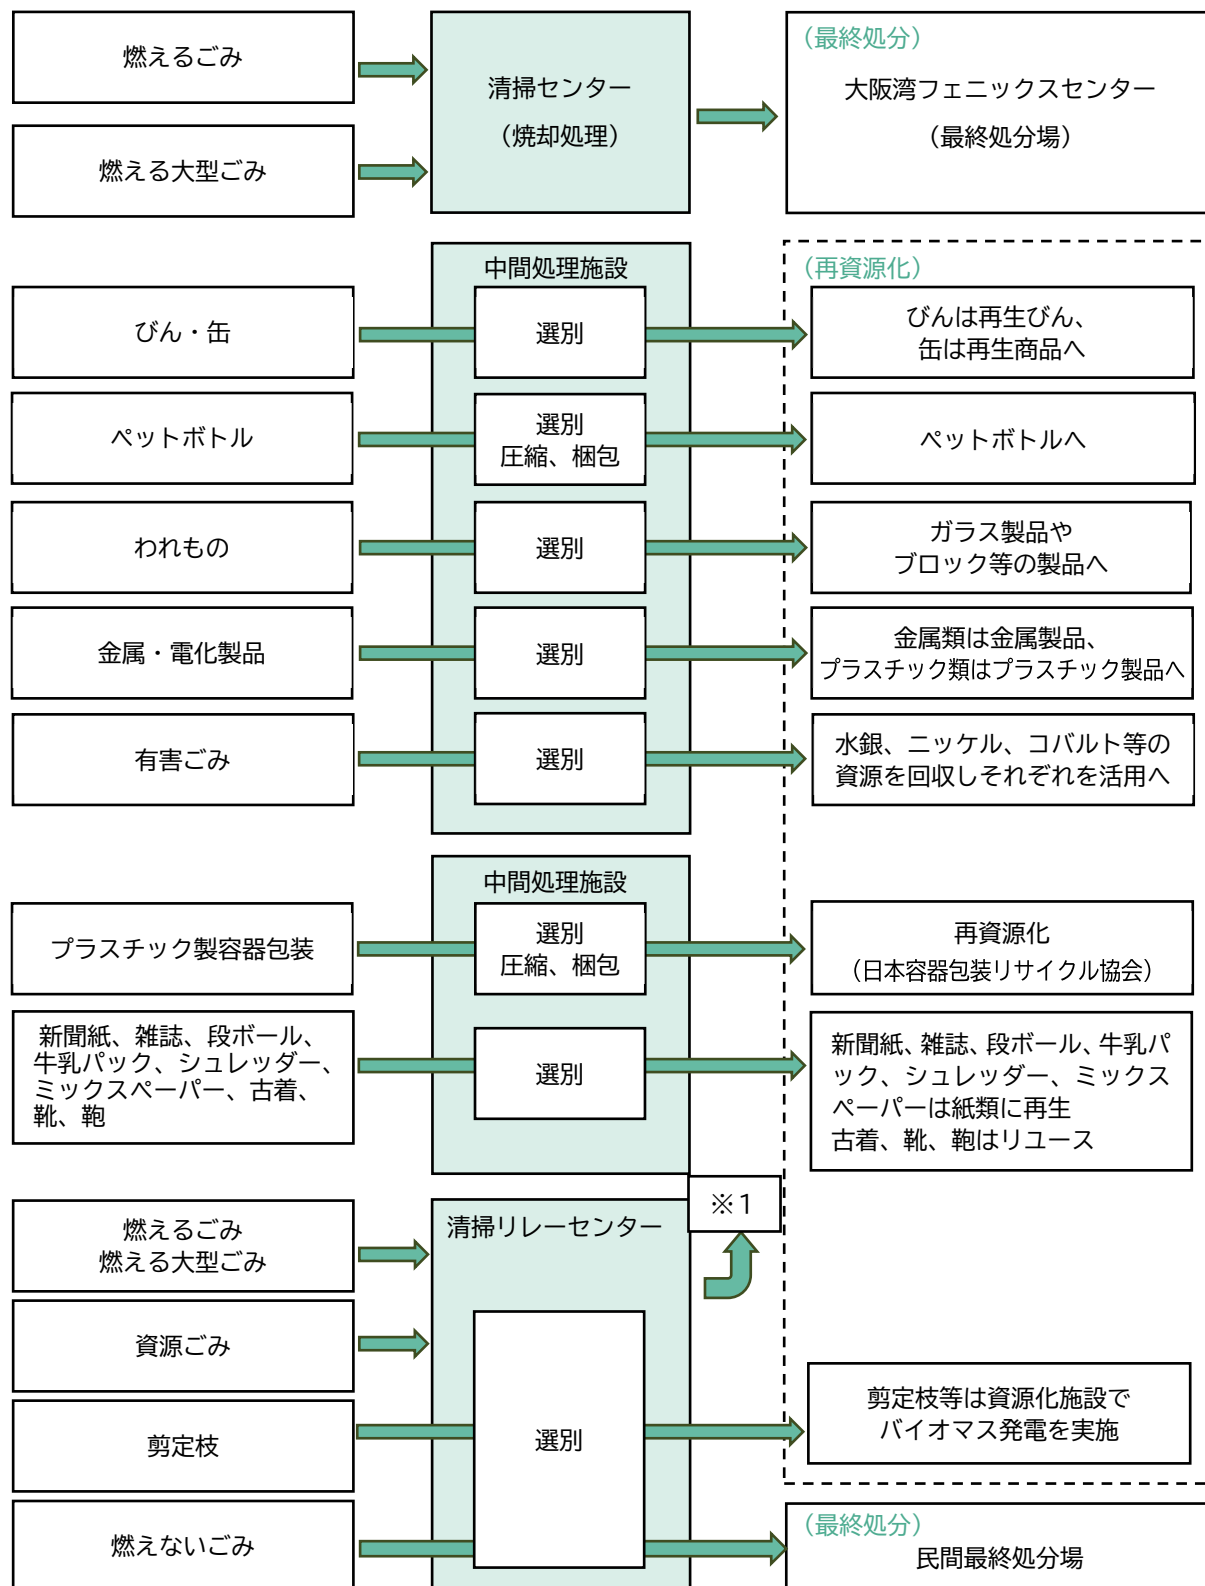 燃えるごみ
燃える大型ごみ
清掃センター
（焼却処理）
（最終処分）
大阪湾フェニックスセンター
（最終処分場）
中間処理施設
（再資源化）
びん・缶
選別
びんは再生びん、
缶は再生商品へ
ペットボトル
選別
圧縮、梱包
ペットボトルへ
われもの
選別
ガラス製品や
ブロック等の製品へ
金属・電化製品
選別
金属類は金属製品、
プラスチック類はプラスチック製品へ
有害ごみ
選別
水銀、ニッケル、コバルト等の
資源を回収しそれぞれを活用へ
中間処理施設
プラスチック製容器包装
選別
圧縮、梱包
再資源化
（日本容器包装リサイクル協会）
新聞紙、雑誌、段ボール、
牛乳パック、シュレッダー、
ミックスペーパー、古着、
靴、鞄
選別
新聞紙、雑誌、段ボール、牛乳パ
ック、シュレッダー、ミックス
ペーパーは紙類に再生
古着、靴、鞄はリユース
※1
清掃リレーセンター
燃えるごみ
燃える大型ごみ
資源ごみ
剪定枝
選別
剪定枝等は資源化施設で
バイオマス発電を実施
燃えないごみ
（最終処分）
民間最終処分場